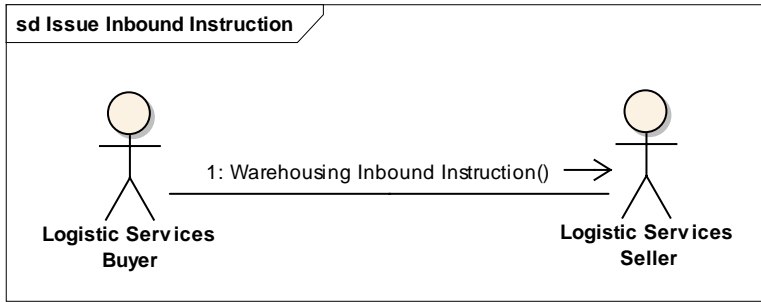 sd Issue Inbound Instruction
1: Warehousing Inbound Instruction()
Logistic Services
Buyer
Logistic Services
Seller